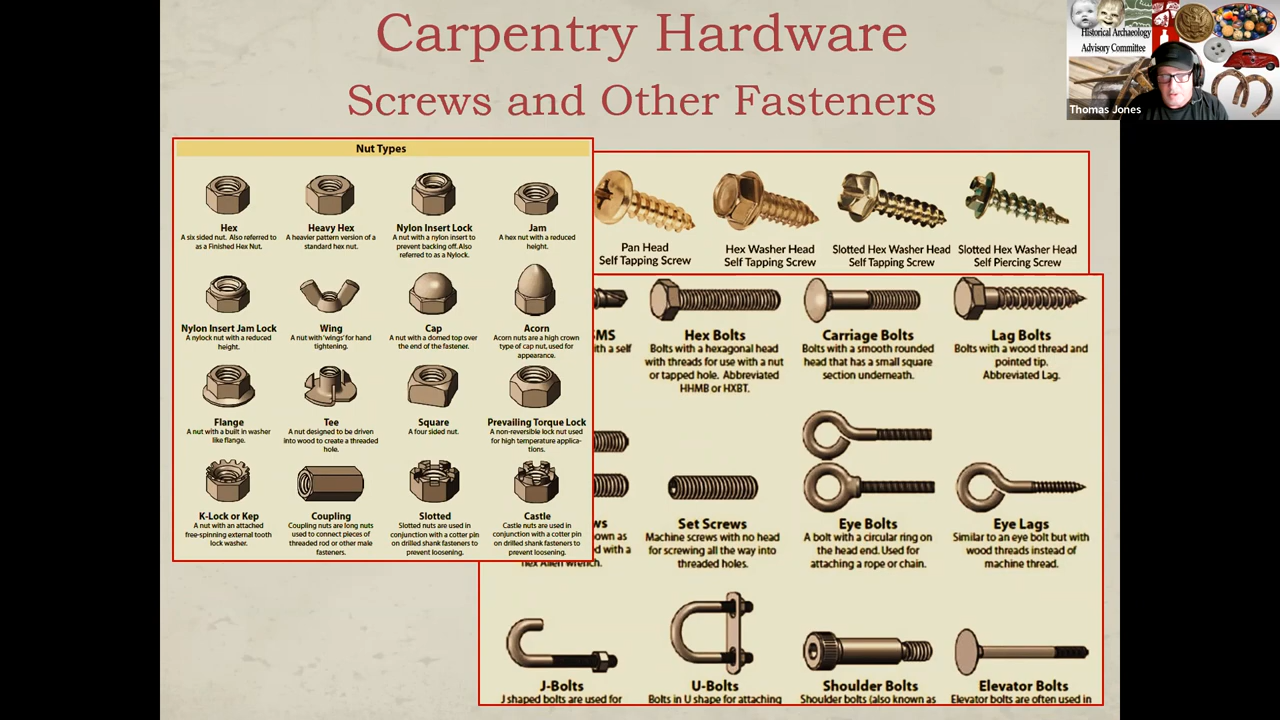 Carpentry Hardware
Screws and Other Fasteners
Historical Archaeology
Advisory Committee
Thomas Jones
Nut Types
Hex
A six sided nut. Also referred to
as a Finished Hex Nut.
Heavy Hex
A heavier pattern version of a
standard hex nut.
Nylon Insert Lock
A nut with a nylon insert to
prevent backing off. Also
referred to as a Nylock.
Jam
A hex nut with a reduced
height.
Nylon Insert Jam Lock
A nylock nut with a reduced
height.
Wing
A nut with 'wings' for hand
tightening.
Cap
A nut with a domed top over
the end of the fastener.
Acorn
Acorn nuts are a high crown
type of cap nut, used for
appearance.
Flange
A nut with a built in washer
like flange.
Tee
A nut designed to be driven
into wood to create a threaded
hole.
Square
A four sided nut.
Prevailing Torque Lock
A non-reversible lock nut used
for high temperature applica-
tions.
K-Lock or Kep
A nut with an attached
free-spinning external tooth
lock washer.
Coupling
Coupling nuts are long nuts
used to connect pieces of
threaded rod or other male
fasteners.
Slotted
Slotted nuts are used in
conjunction with a cotter pin
on drilled shank fasteners to
prevent loosening.
Castle
Castle nuts are used in
conjunction with a cotter pin
on drilled shank fasteners to
prevent loosening.
Pan Head
Self Tapping Screw
Hex Washer Head
Self Tapping Screw
Slotted Hex Washer Head
Self Tapping Screw
Slotted Hex Washer Head
Self Piercing Screw
SMS
ith a self
Hex Bolts
Bolts with a hexagonal head
with threads for use with a nut
or tapped hole. Abbreviated
HHMB or HXBT.
Carriage Bolts
Bolts with a smooth rounded
head that has a small square
section underneath.
Lag Bolts
Bolts with a wood thread and
pointed tip.
Abbreviated Lag.
ws
own as
d with a
hex Allen wrench.
Set Screws
Machine screws with no head
for screwing all the way into
threaded holes.
Eye Bolts
A bolt with a circular ring on
the head end. Used for
attaching a rope or chain.
Eye Lags
Similar to an eye bolt but with
wood threads instead of
machine thread.
J-Bolts
J shaped bolts are used for
U-Bolts
Bolts in U shape for attaching
Shoulder Bolts
Shoulder bolts (also known as
Elevator Bolts
Elevator bolts are often used in